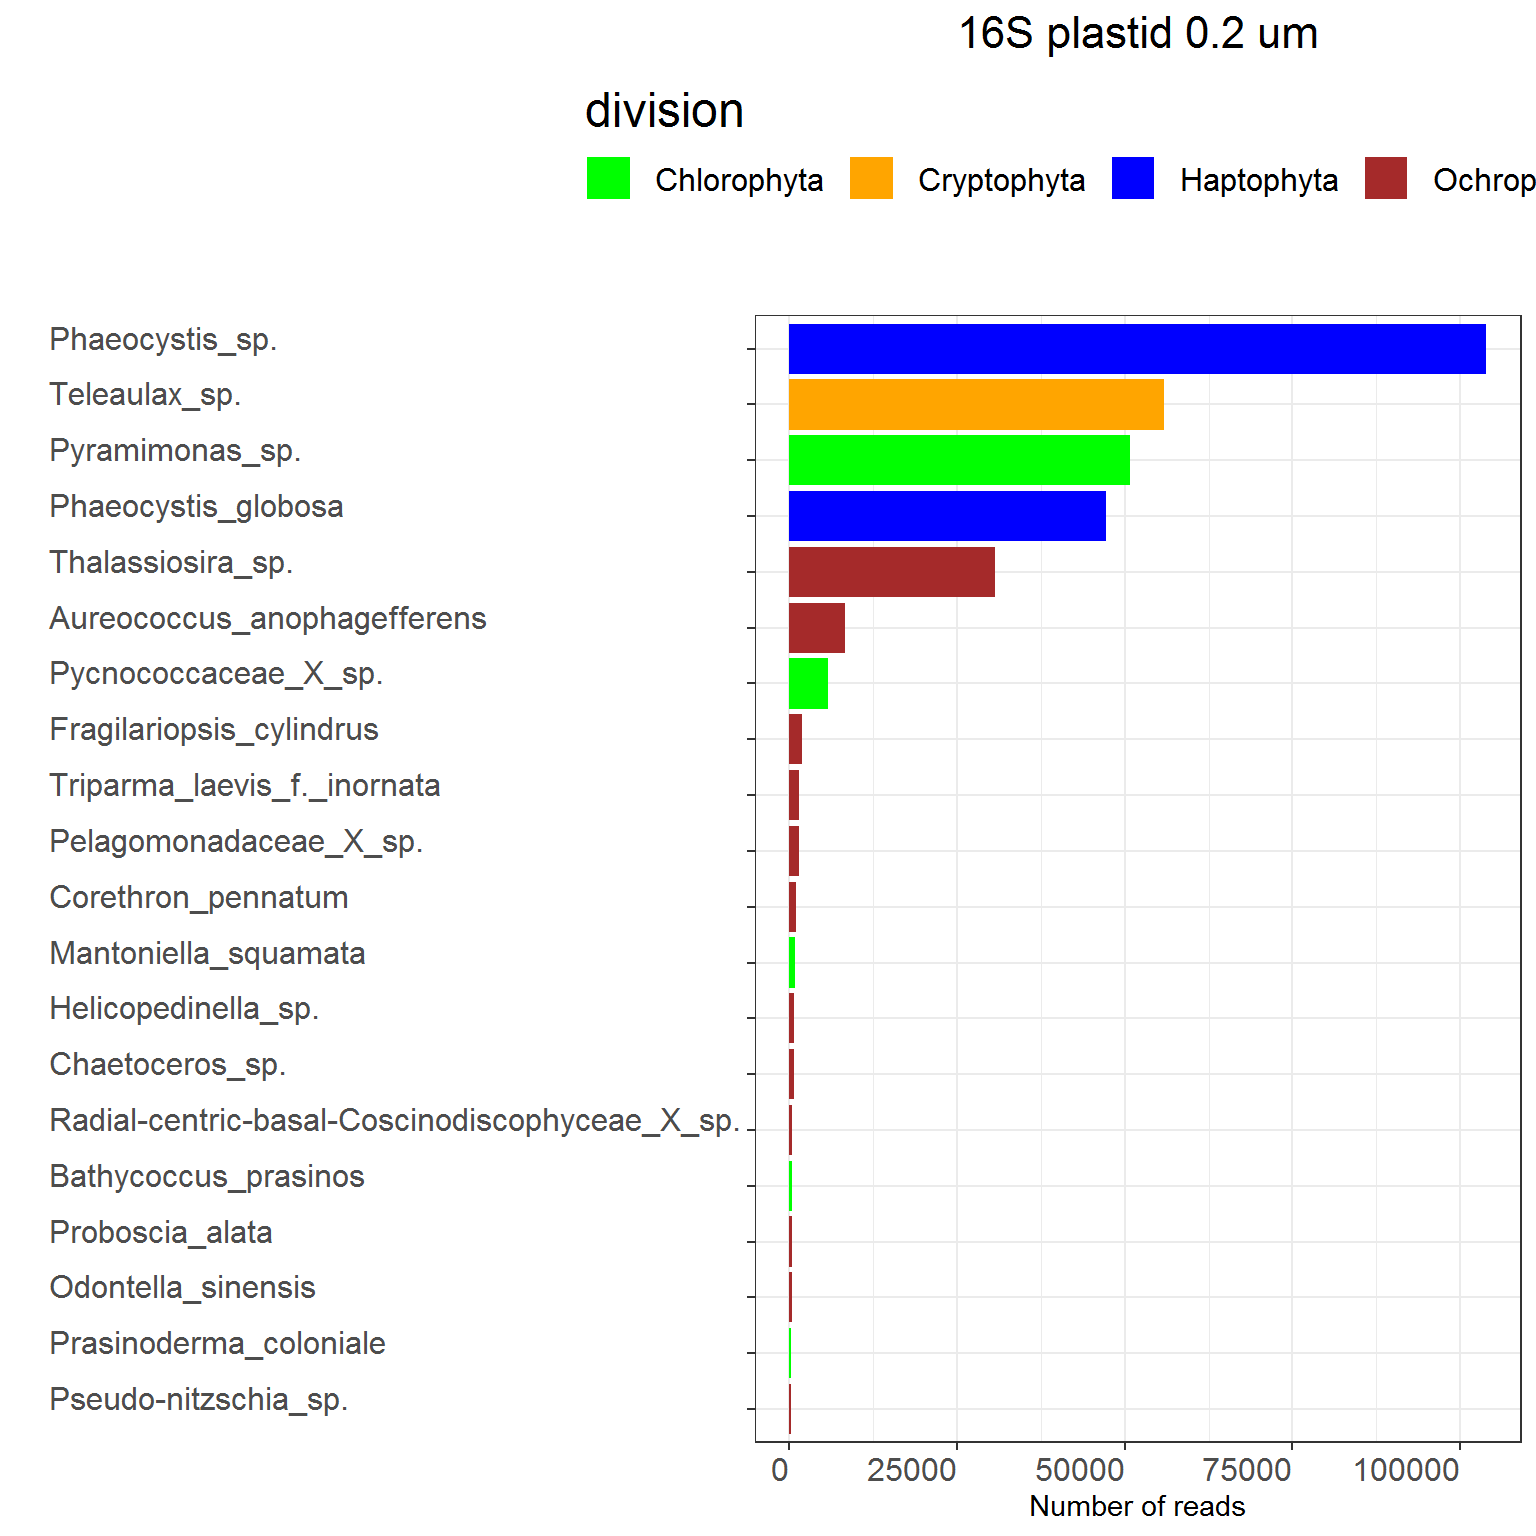 16S plastid 0.2 um
division
Chlorophyta Cryptophyta Haptophyta Ochrop
Phaeocystis_sp.
Teleaulax_sp.
Pyramimonas_sp.
Phaeocystis_globosa
Thalassiosira_sp.
Aureococcus_anophagefferens
Pycnococcaceae_X_sp.
Fragilariopsis_cylindrus
Triparma_laevis_f._inornata
Pelagomonadaceae_X_sp.
Corethron_pennatum
Mantoniella_squamata
Helicopedinella_sp.
Chaetoceros_sp.
Radial-centric-basal-Coscinodiscophyceae_X_sp.
Bathycoccus_prasinos
Proboscia_alata
Odontella_sinensis
Prasinoderma_coloniale
Pseudo-nitzschia_sp.
0 25000 50000 75000 100000
Number of reads